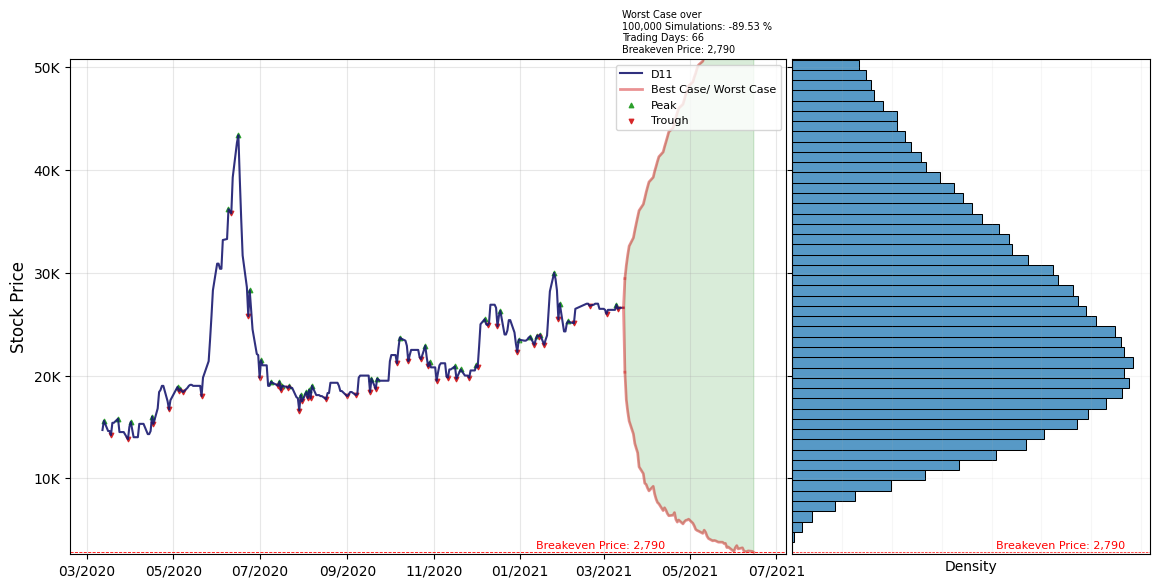 Worst Case over
100,000 Simulations: -89.53 %
Trading Days: 66
Breakeven Price: 2,790
D11
Best Case/ Worst Case
Peak
Trough
Stock Price
50K
40K
30K
20K
10K
Breakeven Price: 2,790
Breakeven Price: 2,790
03/2020
05/2020
07/2020
09/2020
11/2020
01/2021
03/2021
05/2021
07/2021
Density